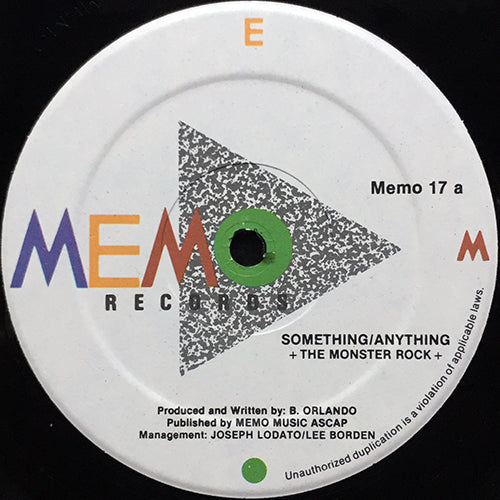 E
Memo 17 a
MEMO
M
RECORDS
SOMETHING/ANYTHING
+ THE MONSTER ROCK +
Produced and Written by: B. ORLANDO
Published by MEMO MUSIC ASCAP
Management: JOSEPH LODATO/LEE BORDEN
Unauthorized duplication is a violation of applicable laws.